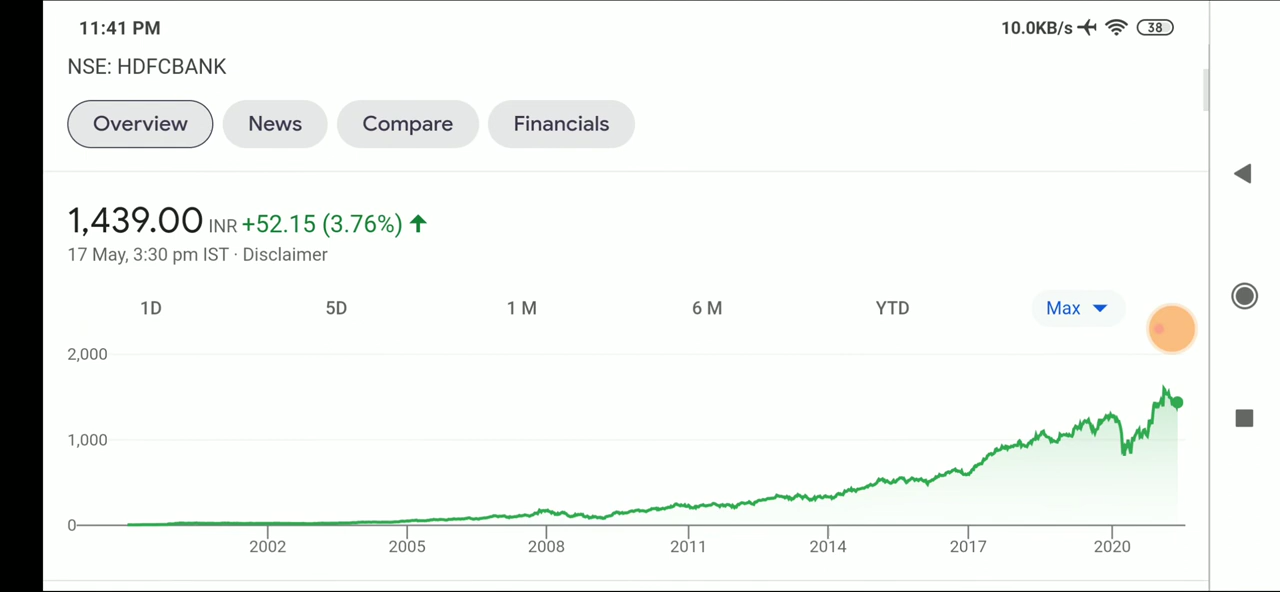 11:41 PM 10.0KB/s 38
NSE: HDFCBANK
Overview News Compare Financials
1,439.00 INR +52.15 (3.76%)
17 May, 3:30 pm IST · Disclaimer
1D 5D 1 M 6 M YTD Max
2,000
1,000
0
2002 2005 2008 2011 2014 2017 2020